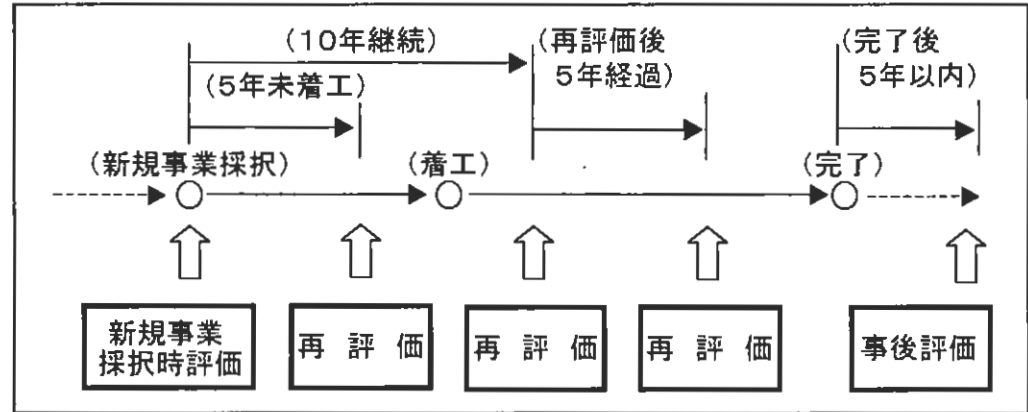 (10年継続)
(再評価後
5年経過)
(完了後
5年以内)
(5年未着工)
(新規事業採択)
(着工)
(完了)
新規事業
採択時評価
再評価
再評価
再評価
事後評価